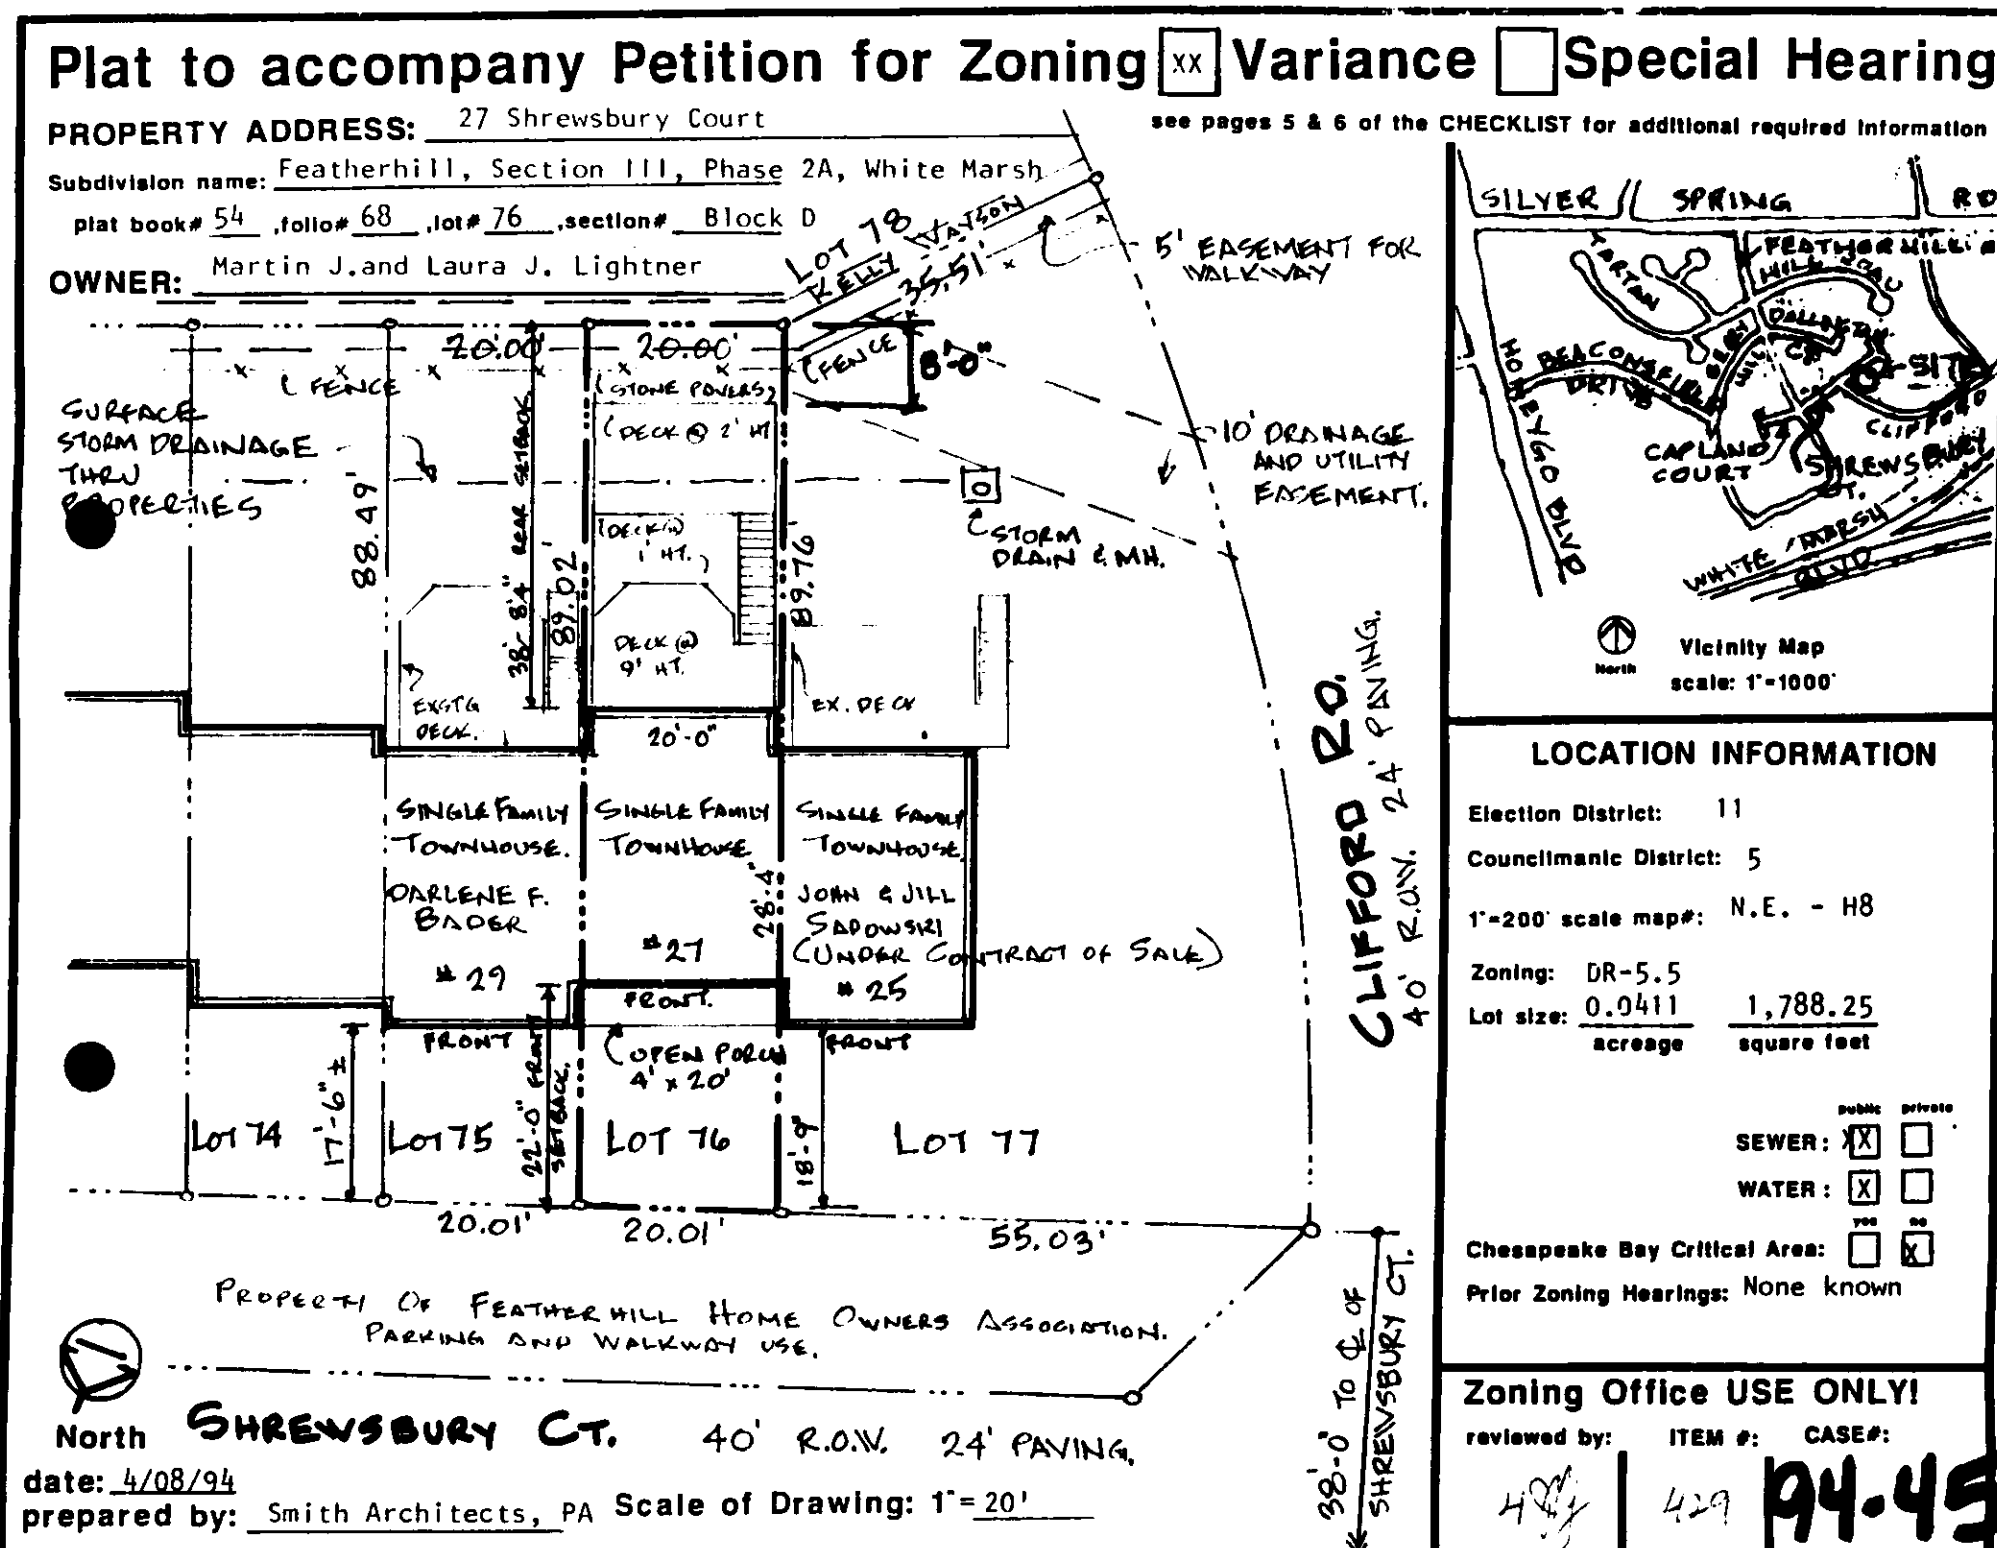 Plat to accompany Petition for Zoning XX Variance Special Hearing
PROPERTY ADDRESS: 27 Shrewsbury Court
see pages 5 & 6 of the CHECKLIST for additional required information
Subdivision name: Featherhill, Section III, Phase 2A, White Marsh
plat book# 54 ,folio# 68 ,lot# 76 ,section# Block D
OWNER: Martin J.and Laura J. Lightner
LOT 78
KELLY WATSON
35.51'
5' EASEMENT FOR
WALKWAY
20.00'
20.00'
(FENCE
8'-0"
(FENCE
(STONE PAVERS)
(DECK @ 2' HT
SURFACE
STORM DRAINAGE
THRU
PROPERTIES
10' DRAINAGE
AND UTILITY
EASEMENT.
88.49'
38'-8'4" REAR SETBACK
89.02'
89.76'
(DECK @
1' HT.
STORM
DRAIN & MH.
DECK @
9' HT.
EXSTG
DECK.
EX. DECK
20'-0"
SINGLE FAMILY
TOWNHOUSE.
DARLENE F.
BADER
# 29
SINGLE FAMILY
TOWNHOUSE
#27
28'-4"
SINGLE FAMILY
TOWNHOUSE
JOHN & JILL
SADOWSKI
(UNDER CONTRACT OF SALE)
# 25
FRONT.
FRONT
FRONT
OPEN PORCH
4' x 20'
17'-6" ±
22'-0" FRONT
SETBACK.
18'-9"
LOT 74
LOT 75
LOT 76
LOT 77
20.01'
20.01'
55.03'
CLIFFORD RD.
40' R.O.W. 24' PAVING.
PROPERTY OF FEATHERHILL HOME OWNERS ASSOCIATION.
PARKING AND WALKWAY USE.
38'-0" TO ℄ OF
SHREWSBURY CT.
North
SHREWSBURY CT. 40' R.O.W. 24' PAVING.
date: 4/08/94
prepared by: Smith Architects, PA Scale of Drawing: 1"= 20'
SILVER SPRING RD
FEATHERHILL
HILL ROAD
TARTAN
DALLINGTON
CT
BEACONSFIELD
DRIVE
HONEYGO BLVD
SITE
CLIFFORD
CAPLAND
COURT
SHREWSBURY
CT.
WHITE MARSH
BLVD
North
Vicinity Map
scale: 1"=1000'
LOCATION INFORMATION
Election District: 11
Councilmanic District: 5
1"=200' scale map#: N.E. - H8
Zoning: DR-5.5
Lot size: 0.0411 1,788.25
acreage square feet
public private
SEWER: XX
WATER: X
yes no
Chesapeake Bay Critical Area: X
Prior Zoning Hearings: None known
Zoning Office USE ONLY!
reviewed by: ITEM #: CASE#:
429 94-45